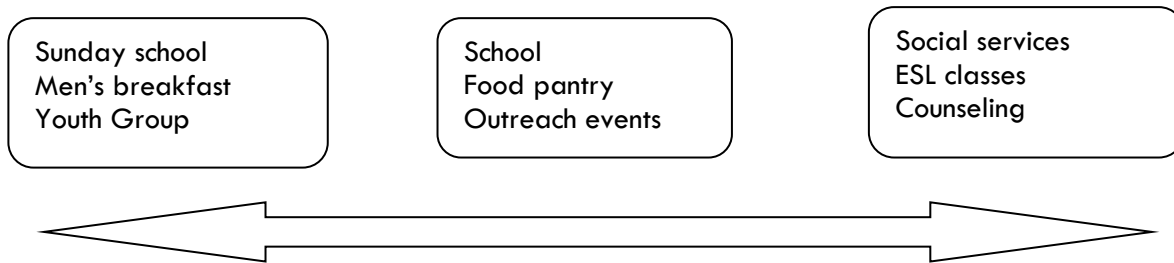 Sunday school
Men’s breakfast
Youth Group
School
Food pantry
Outreach events
Social services
ESL classes
Counseling